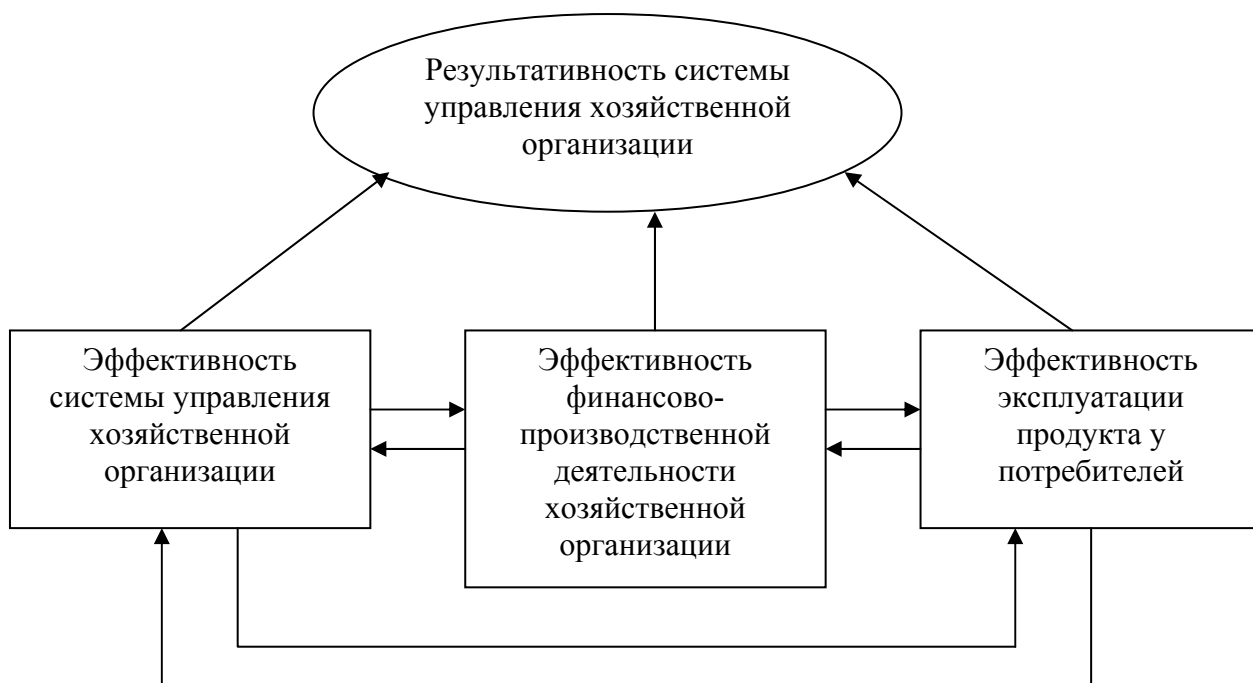 Результативность системы
управления хозяйственной
организации
Эффективность
системы управления
хозяйственной
организации
Эффективность
финансово-
производственной
деятельности
хозяйственной
организации
Эффективность
эксплуатации
продукта у
потребителей